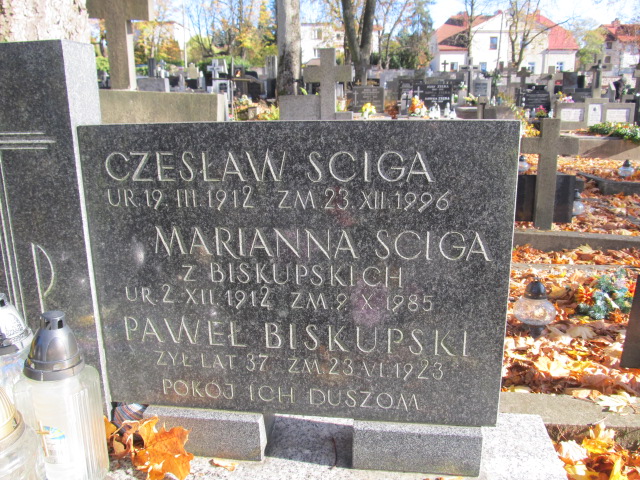 CZESŁAW SCIGA
UR. 19 III. 1912 ZM 23. XII. 1996
MARIANNA SCIGA
Z BISKUPSKICH
UR. 2 XII. 1912 ZM 9 X 1985
PAWEŁ BISKUPSKI
ŻYŁ LAT 37 ZM 23 VI. 1923
POKÓJ ICH DUSZOM